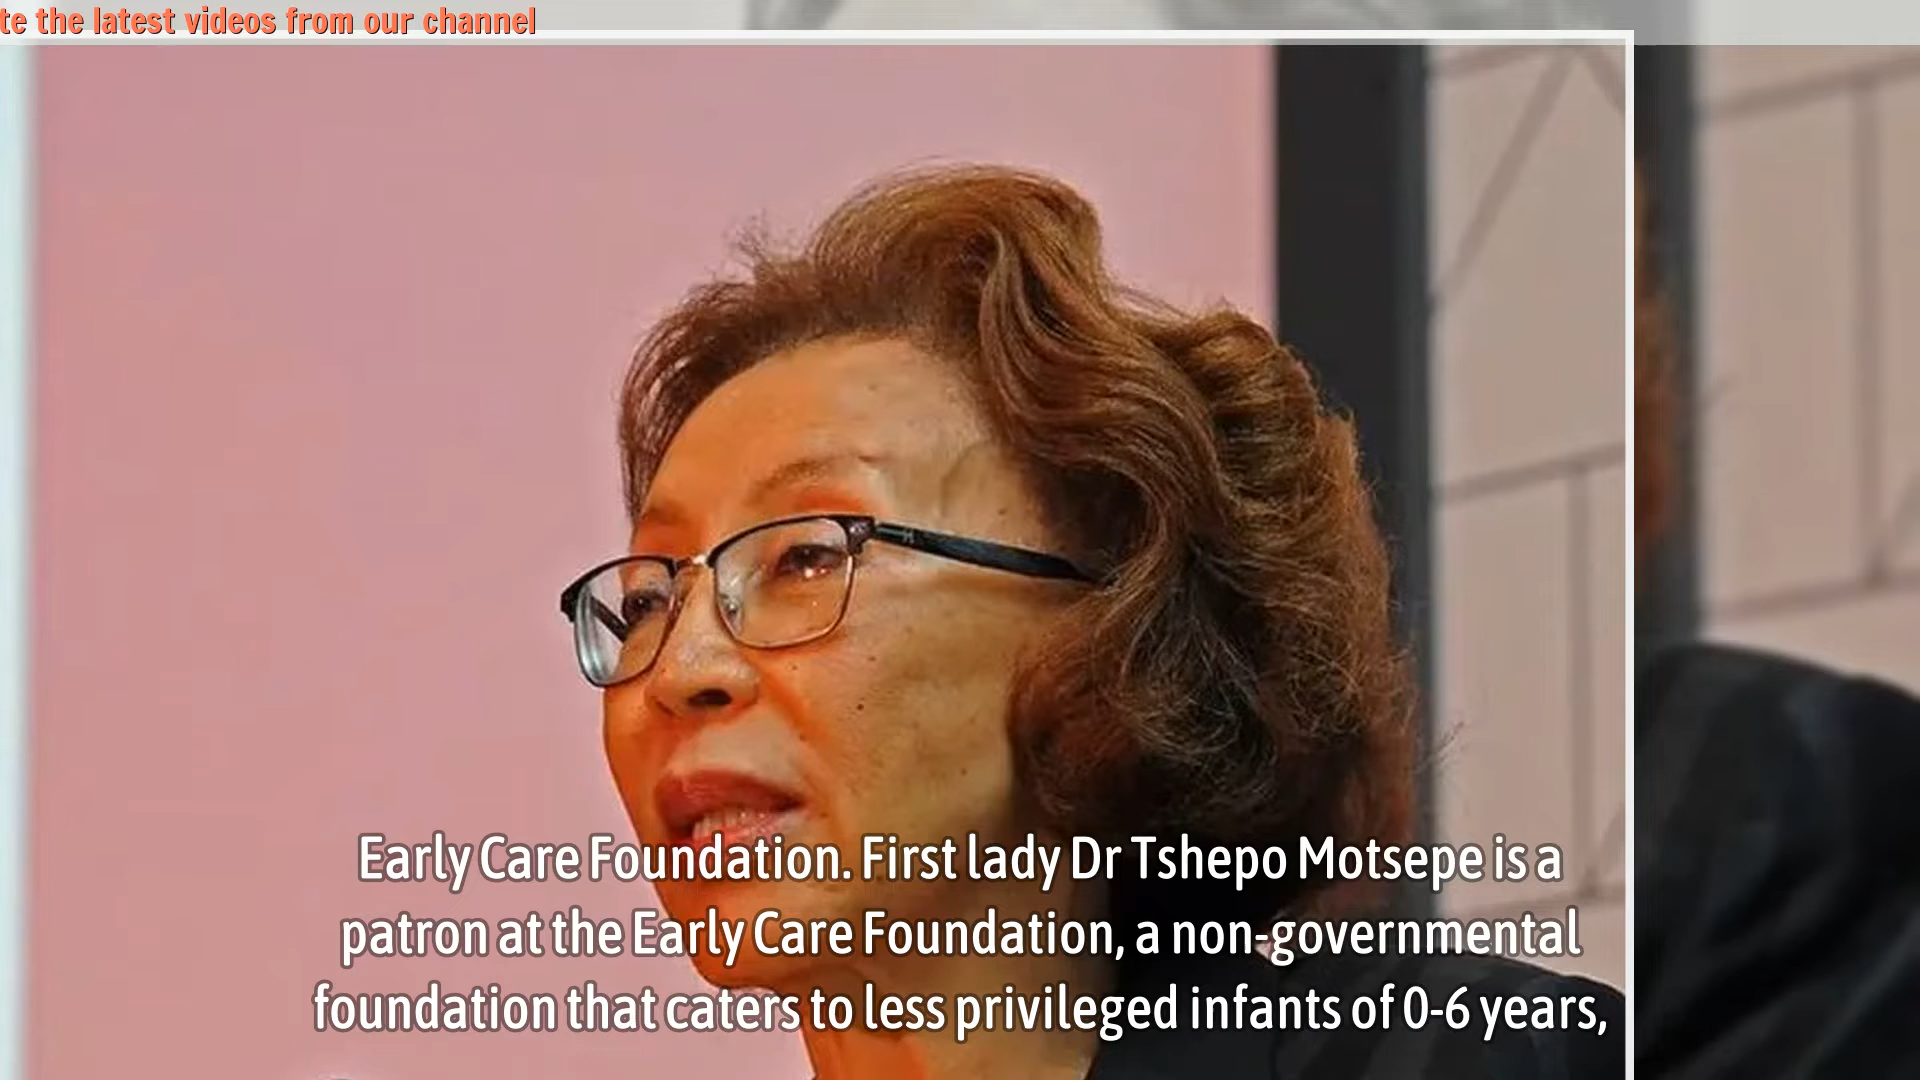 te the latest videos from our channel
Early Care Foundation. First lady Dr Tshepo Motsepe is a
patron at the Early Care Foundation, a non-governmental
foundation that caters to less privileged infants of 0-6 years,